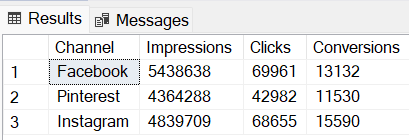 Results Messages
Channel Impressions Clicks Conversions
1 Facebook 5438638 69961 13132
2 Pinterest 4364288 42982 11530
3 Instagram 4839709 68655 15590